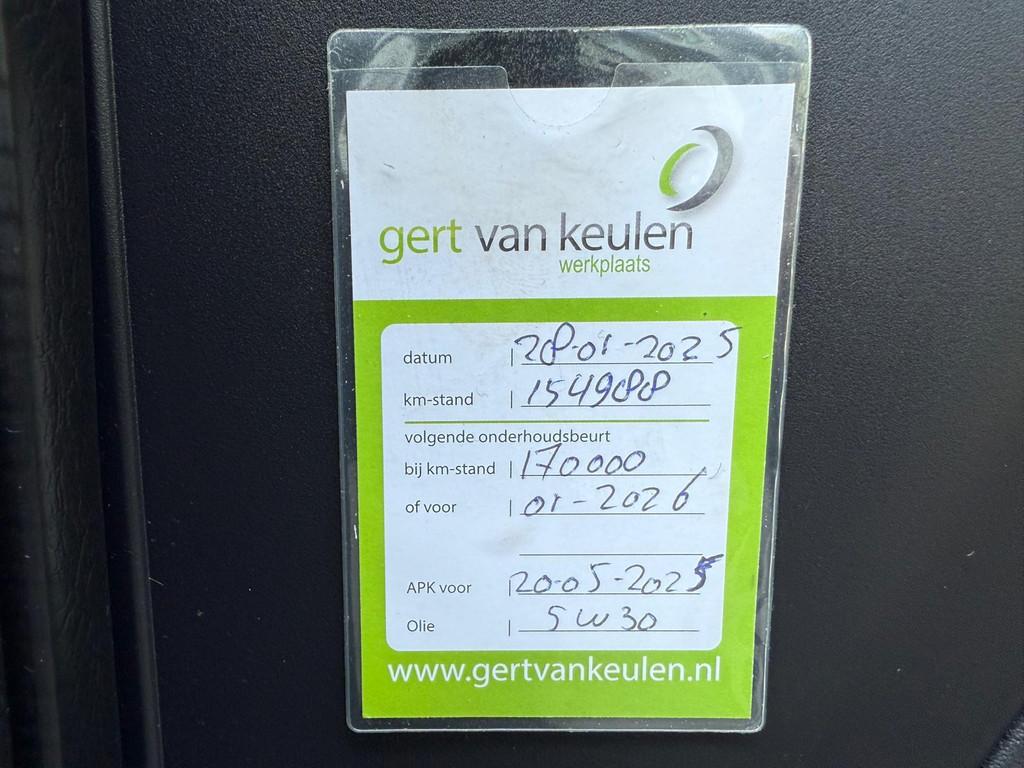 gert van keulen
werkplaats
datum 28-01-2025
km-stand 154988
volgende onderhoudsbeurt
bij km-stand 170000
of voor 01-2026
APK voor 20-05-2025
Olie 5W30
www.gertvankeulen.nl